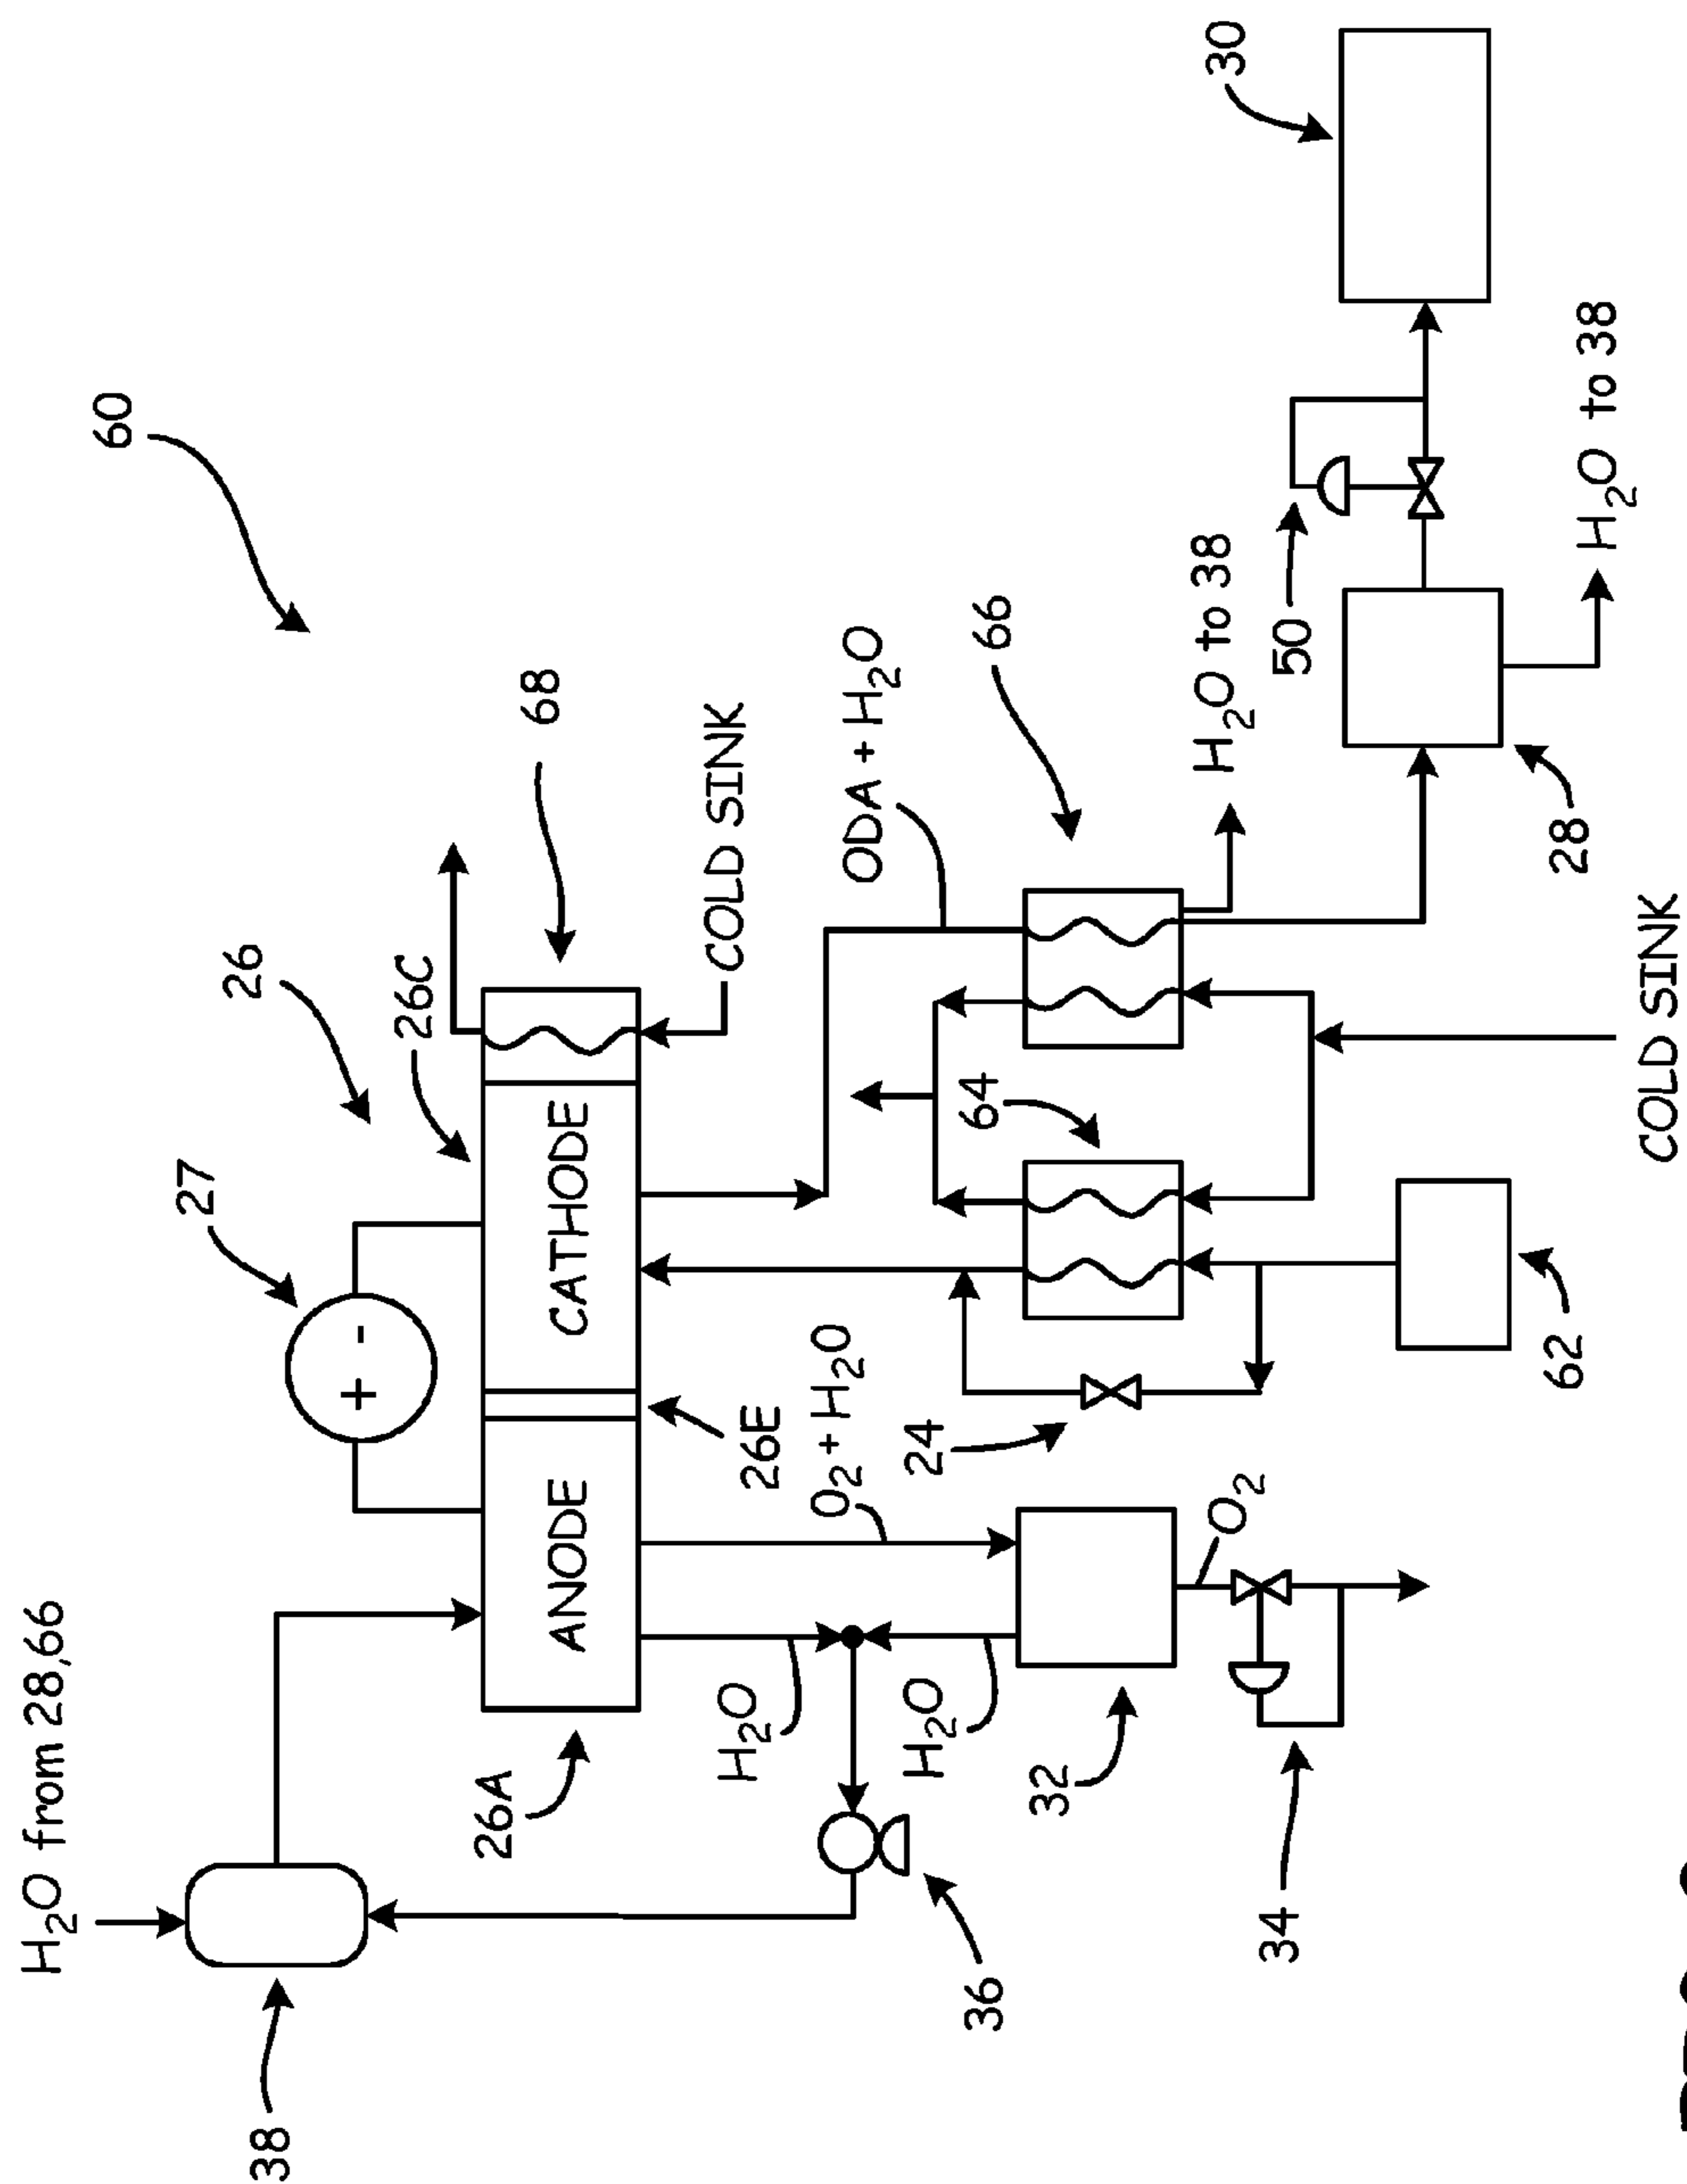 60
H₂O from 28,66
38
27
26
26C
68
26A
ANODE
CATHODE
+ -
26E
COLD SINK
H₂O
O₂ + H₂O
ODA + H₂O
36
H₂O
32
24
64
66
H₂O to 38
30
34
O₂
50
62
28
H₂O to 38
COLD SINK